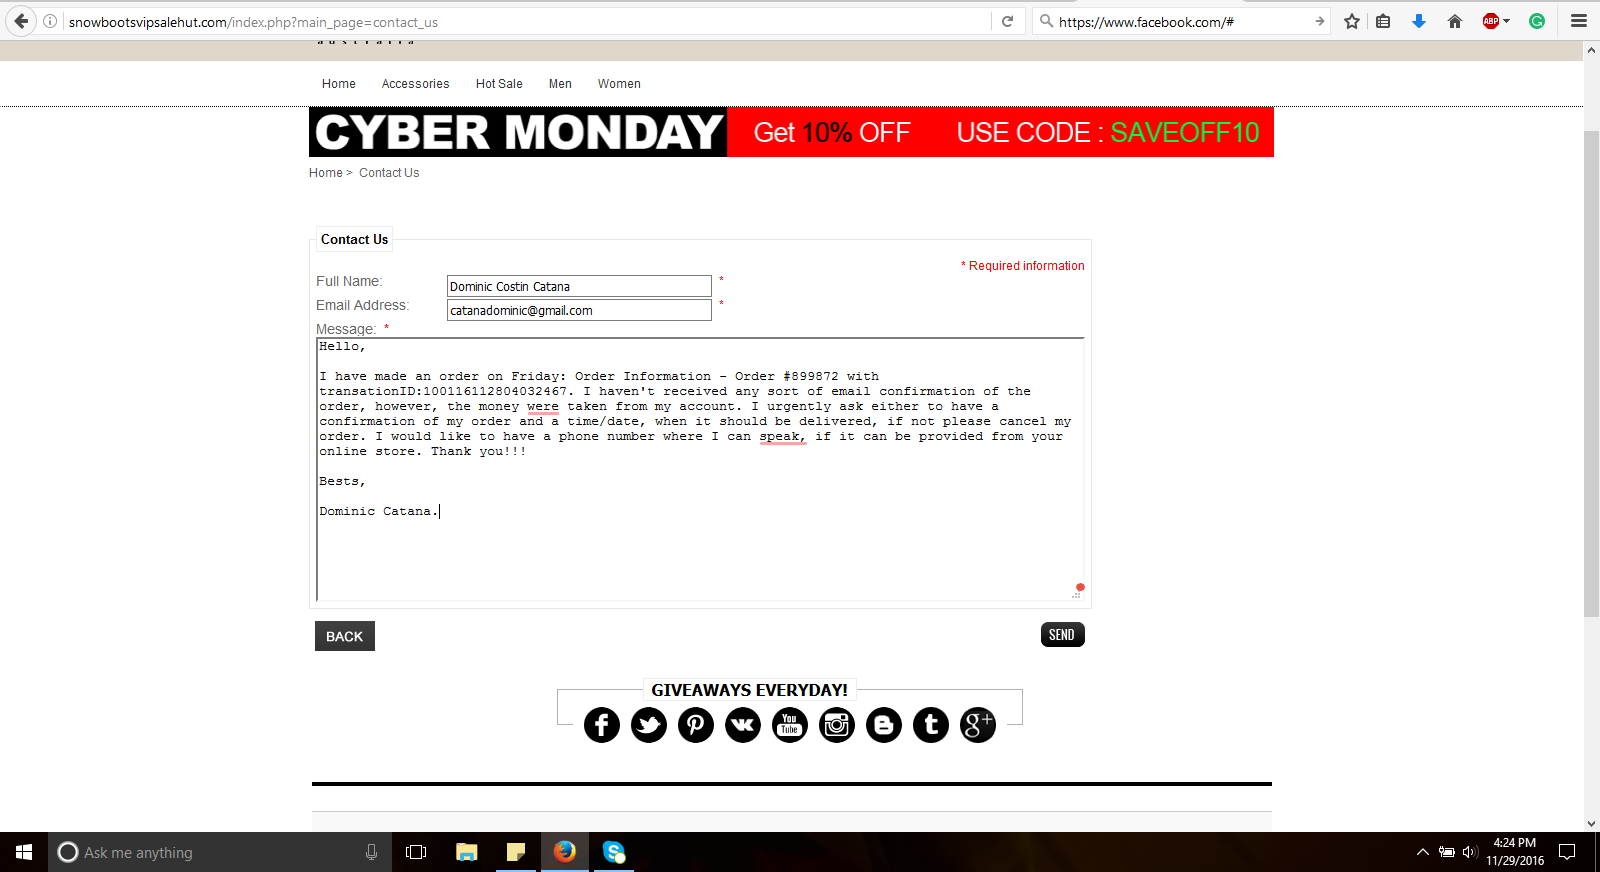 snowbootsvipsalehut.com/index.php?main_page=contact_us
https://www.facebook.com/#
ABP
Home Accessories Hot Sale Men Women
CYBER MONDAY Get 10% OFF USE CODE : SAVEOFF10
Home > Contact Us
Contact Us
* Required information
Full Name: Dominic Costin Catana *
Email Address: catanadominic@gmail.com *
Message: *
Hello,
I have made an order on Friday: Order Information - Order #899872 with
transationID:100116112804032467. I haven't received any sort of email confirmation of the
order, however, the money were taken from my account. I urgently ask either to have a
confirmation of my order and a time/date, when it should be delivered, if not please cancel my
order. I would like to have a phone number where I can speak, if it can be provided from your
online store. Thank you!!!
Bests,
Dominic Catana.
BACK SEND
GIVEAWAYS EVERYDAY!
You Tube g+
Ask me anything
4:24 PM
11/29/2016